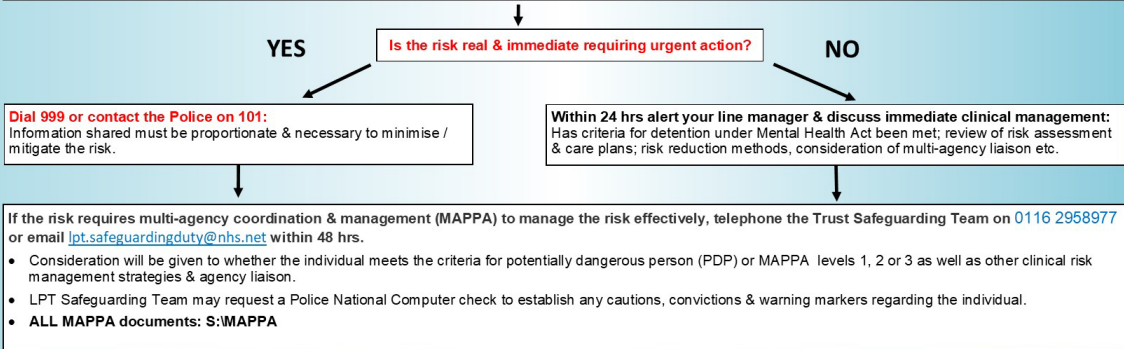 YES
Is the risk real & immediate requiring urgent action?
NO
Dial 999 or contact the Police on 101:
Information shared must be proportionate & necessary to minimise /
mitigate the risk.
Within 24 hrs alert your line manager & discuss immediate clinical management:
Has criteria for detention under Mental Health Act been met; review of risk assessment
& care plans; risk reduction methods, consideration of multi-agency liaison etc.
If the risk requires multi-agency coordination & management (MAPPA) to manage the risk effectively, telephone the Trust Safeguarding Team on 0116 2958977
or email lpt.safeguardingduty@nhs.net within 48 hrs.
• Consideration will be given to whether the individual meets the criteria for potentially dangerous person (PDP) or MAPPA levels 1, 2 or 3 as well as other clinical risk
management strategies & agency liaison.
• LPT Safeguarding Team may request a Police National Computer check to establish any cautions, convictions & warning markers regarding the individual.
• ALL MAPPA documents: S:\MAPPA